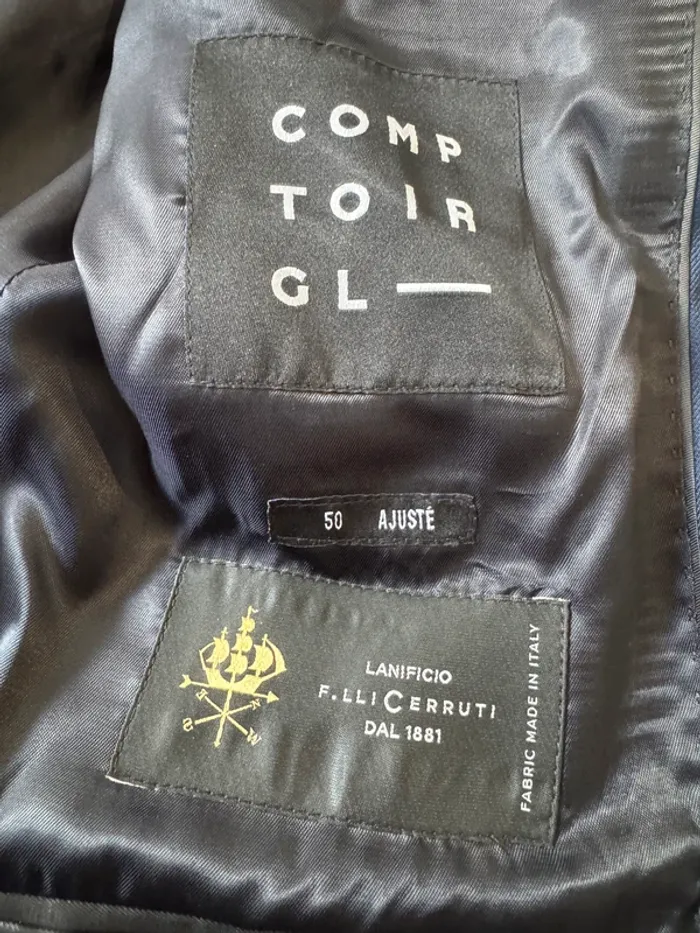 COMP
TOIR
GL —
50 AJUSTÉ
LANIFICIO
F.LLI CERRUTI
DAL 1881
FABRIC MADE IN ITALY
N
E
S
W